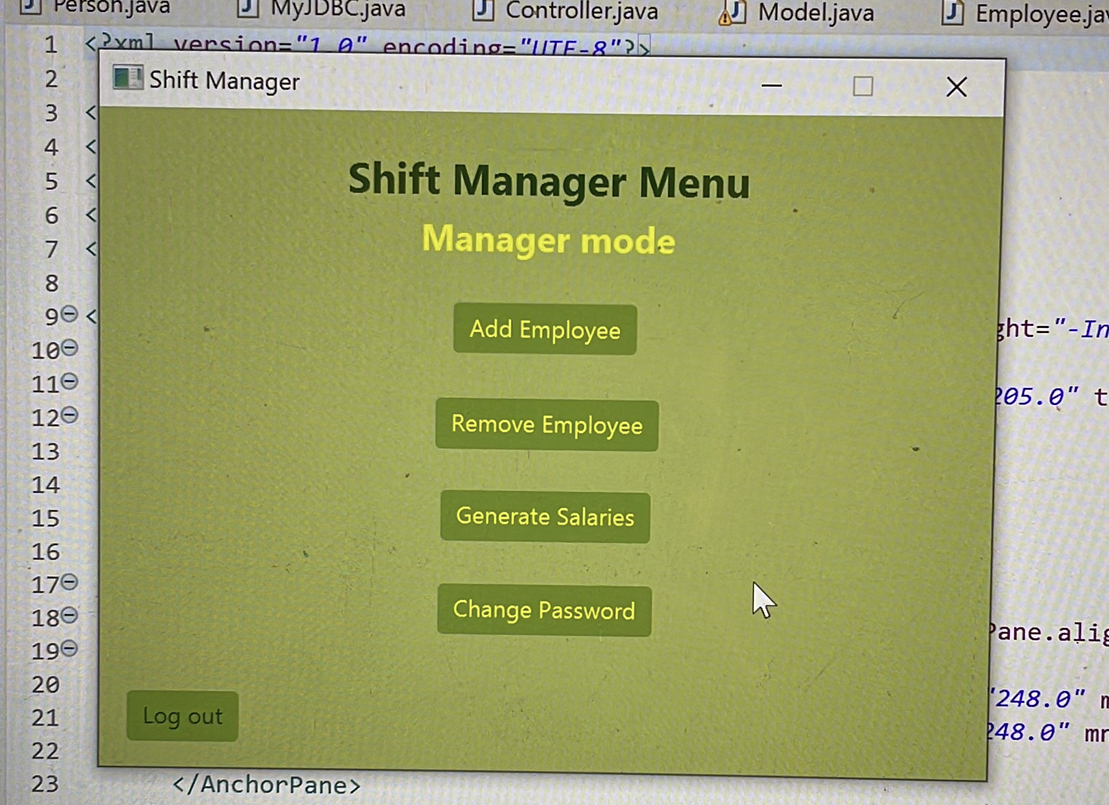 Person.java MyJDBC.java Controller.java Model.java Employee.jav
1 <?xml version="1.0" encoding="UTF-8"?>
Shift Manager
2
3 <
4 <
5 <
6 <
7 <
8
9 <
10
11
12
13
14
15
16
17
18
19
20
21
22
23 </AnchorPane>
Shift Manager Menu
Manager mode
Add Employee
Remove Employee
Generate Salaries
Change Password
Log out
ght="-In
205.0" t
Pane.alig
"248.0" m
248.0" mr